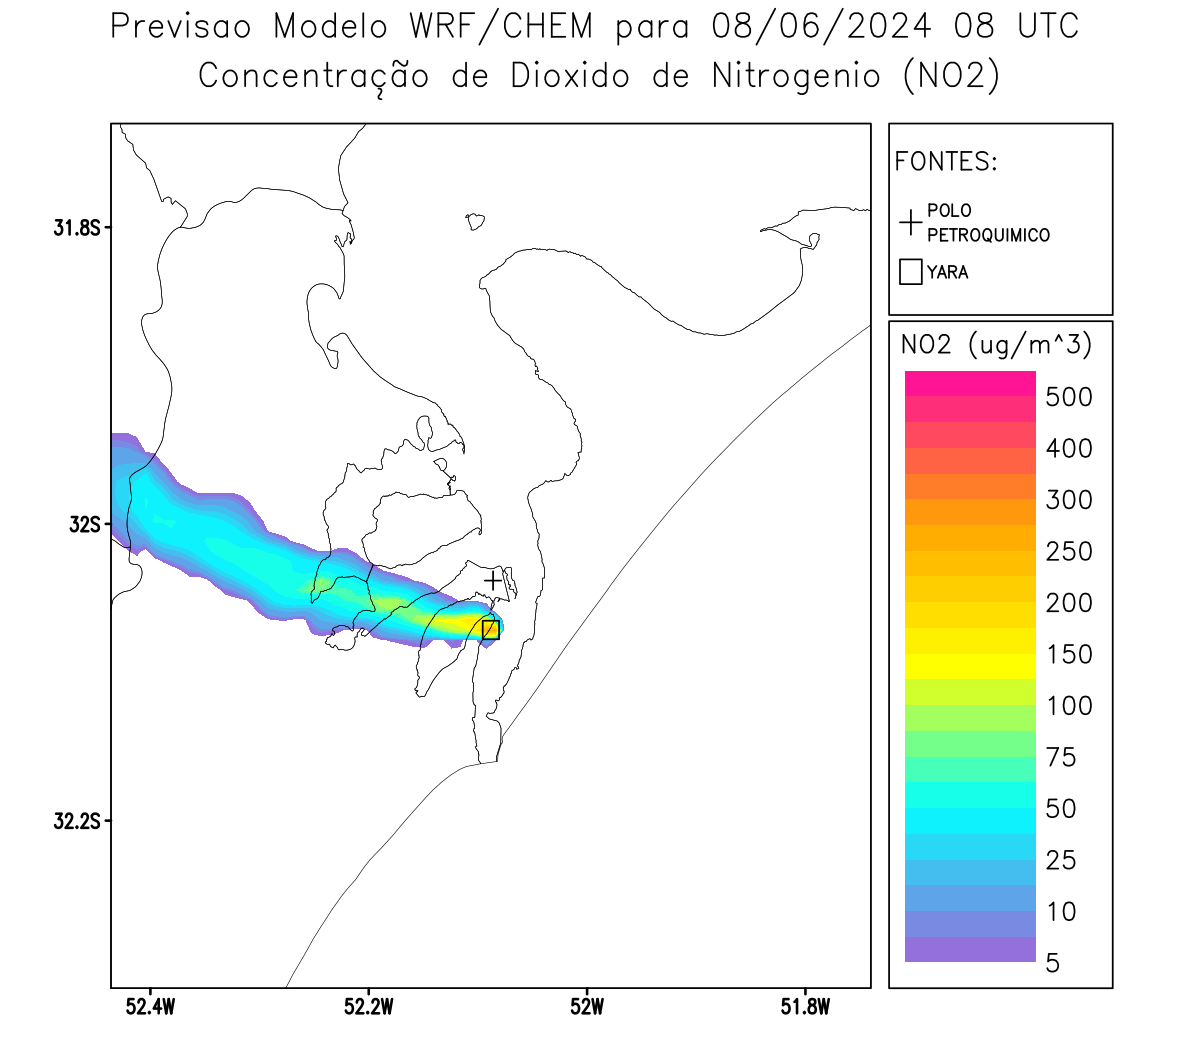 Previsao Modelo WRF/CHEM para 08/06/2024 08 UTC
Concentração de Dioxido de Nitrogenio (NO2)
FONTES:
POLO
PETROQUIMICO
YARA
NO2 (ug/m^3)
500
400
300
250
200
150
100
75
50
25
10
5
31.8S
32S
32.2S
52.4W
52.2W
52W
51.8W